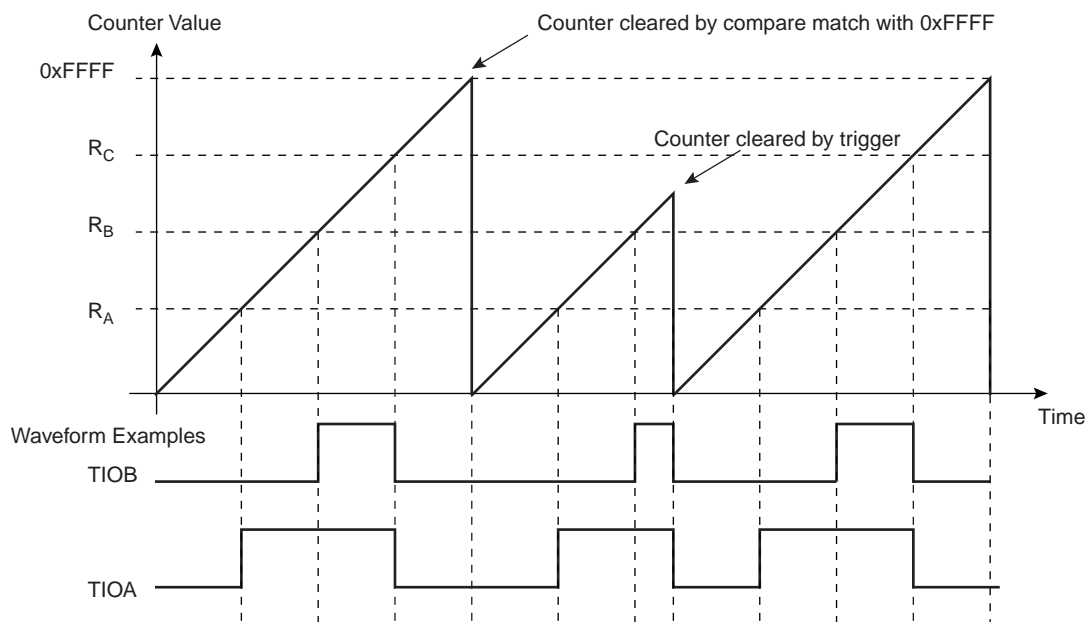 Counter Value
Counter cleared by compare match with 0xFFFF
0xFFFF
RC
Counter cleared by trigger
RB
RA
Time
Waveform Examples
TIOB
TIOA